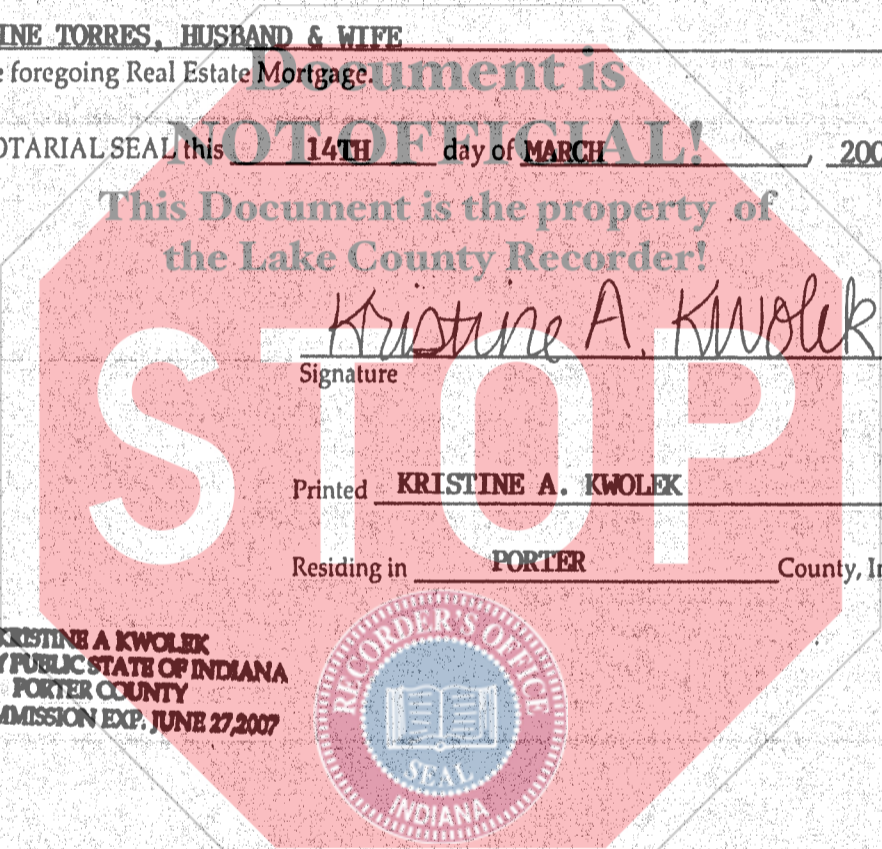 INE TORRES, HUSBAND & WIFE
e foregoing Real Estate Mortgage.
Document is
NOT OFFICIAL!
OTARIAL SEAL this 14TH day of MARCH, 200
This Document is the property of
the Lake County Recorder!
Kristine A. Kwolek
Signature
STOP
Printed KRISTINE A. KWOLEK
Residing in PORTER County, In
KRISTINE A KWOLEK
Y PUBLIC STATE OF INDIANA
PORTER COUNTY
MMISSION EXP. JUNE 27,2007
RECORDER'S OFFICE
SEAL
INDIANA